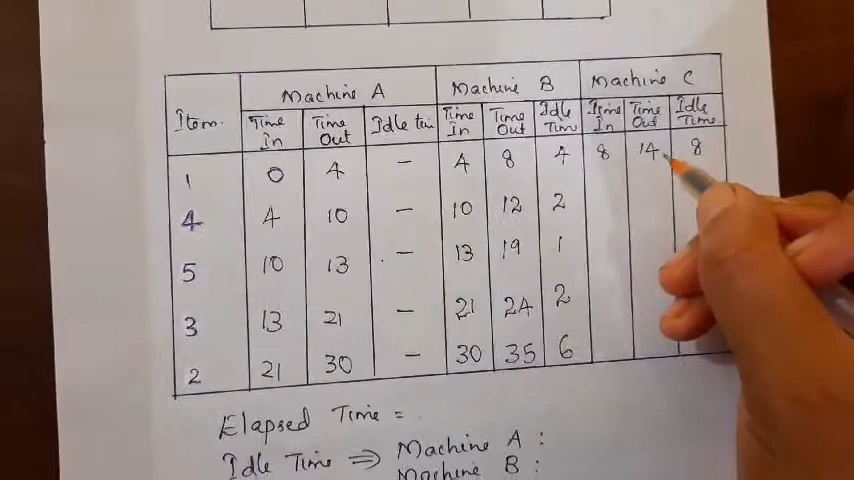 Machine A Machine B Machine C
Item. Time In Time Out Idle tim Time In Time Out Idle Time Time In Time Out Idle Time
1 0 4 – 4 8 4 8 14 8
4 4 10 – 10 12 2
5 10 13 – 13 19 1
3 13 21 – 21 24 2
2 21 30 – 30 35 6
Elapsed Time =
Idle Time ⇒ Machine A :
Machine B :